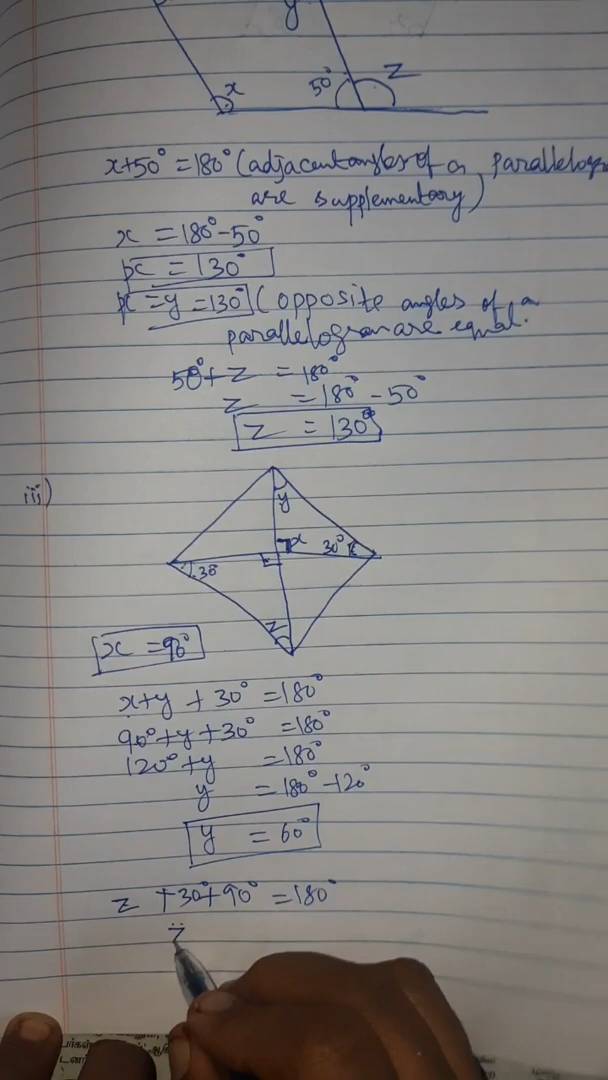 y
50° z
x
x+50° = 180° (adjacent angles of a parallelogra
are supplementary)
x = 180° - 50°
x = 130°
x = y = 130° (opposite angles of a
parallelogram are equal.
50° + z = 180°
z = 180° - 50°
z = 130°
iii)
y
x 30°
30
z
x = 90°
x+y + 30° = 180°
90° + y + 30° = 180°
120° + y = 180°
y = 180° - 120°
y = 60°
z + 30° + 90° = 180°
z